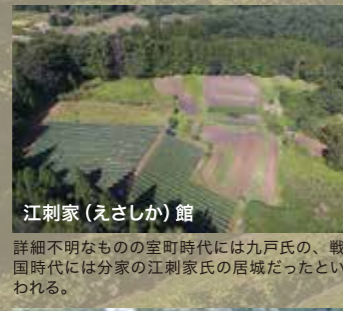 江刺家（えさしか）館
詳細不明なものの室町時代には九戸氏の、戦
国時代には分家の江刺家氏の居城だったとい
われる。